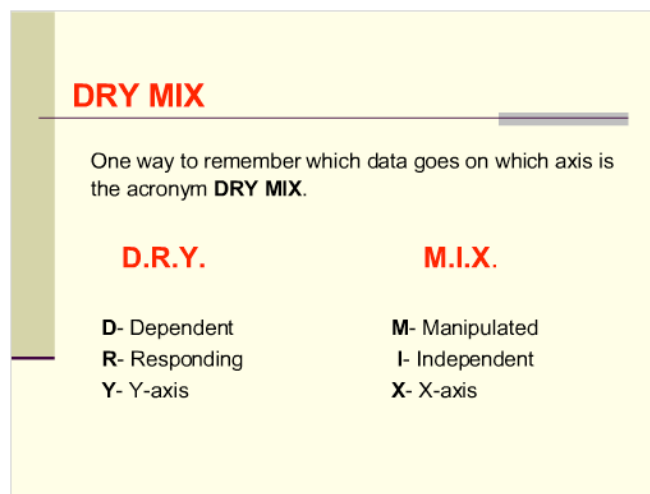 DRY MIX
One way to remember which data goes on which axis is
the acronym DRY MIX.
D.R.Y.
M.I.X.
D- Dependent
R- Responding
Y- Y-axis
M- Manipulated
I- Independent
X- X-axis